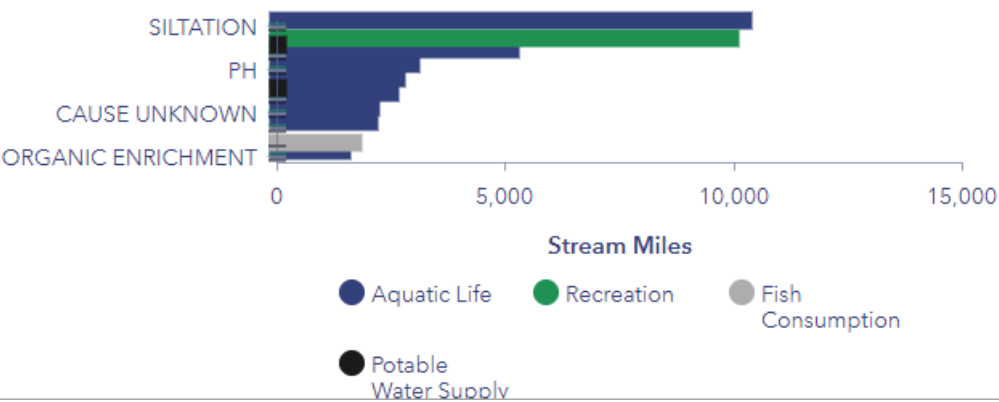 SILTATION
PH
CAUSE UNKNOWN
ORGANIC ENRICHMENT
0 5,000 10,000 15,000
Stream Miles
Aquatic Life Recreation Fish
Consumption
Potable
Water Supply